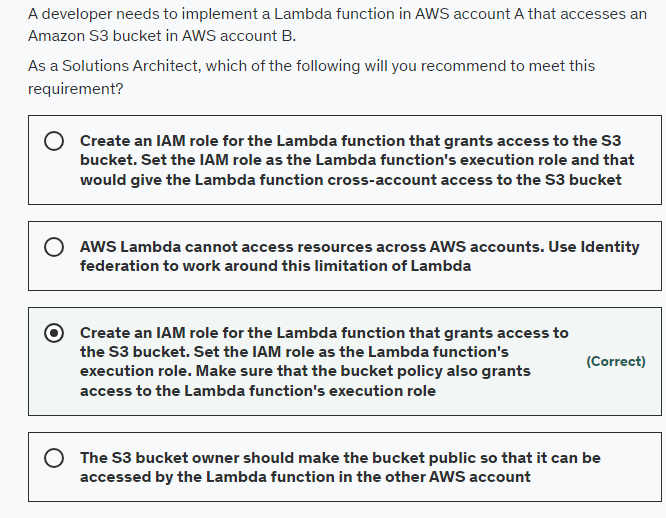 A developer needs to implement a Lambda function in AWS account A that accesses an
Amazon S3 bucket in AWS account B.
As a Solutions Architect, which of the following will you recommend to meet this
requirement?
Create an IAM role for the Lambda function that grants access to the S3
bucket. Set the IAM role as the Lambda function's execution role and that
would give the Lambda function cross-account access to the S3 bucket
AWS Lambda cannot access resources across AWS accounts. Use Identity
federation to work around this limitation of Lambda
Create an IAM role for the Lambda function that grants access to
the S3 bucket. Set the IAM role as the Lambda function's
execution role. Make sure that the bucket policy also grants
access to the Lambda function's execution role
(Correct)
The S3 bucket owner should make the bucket public so that it can be
accessed by the Lambda function in the other AWS account